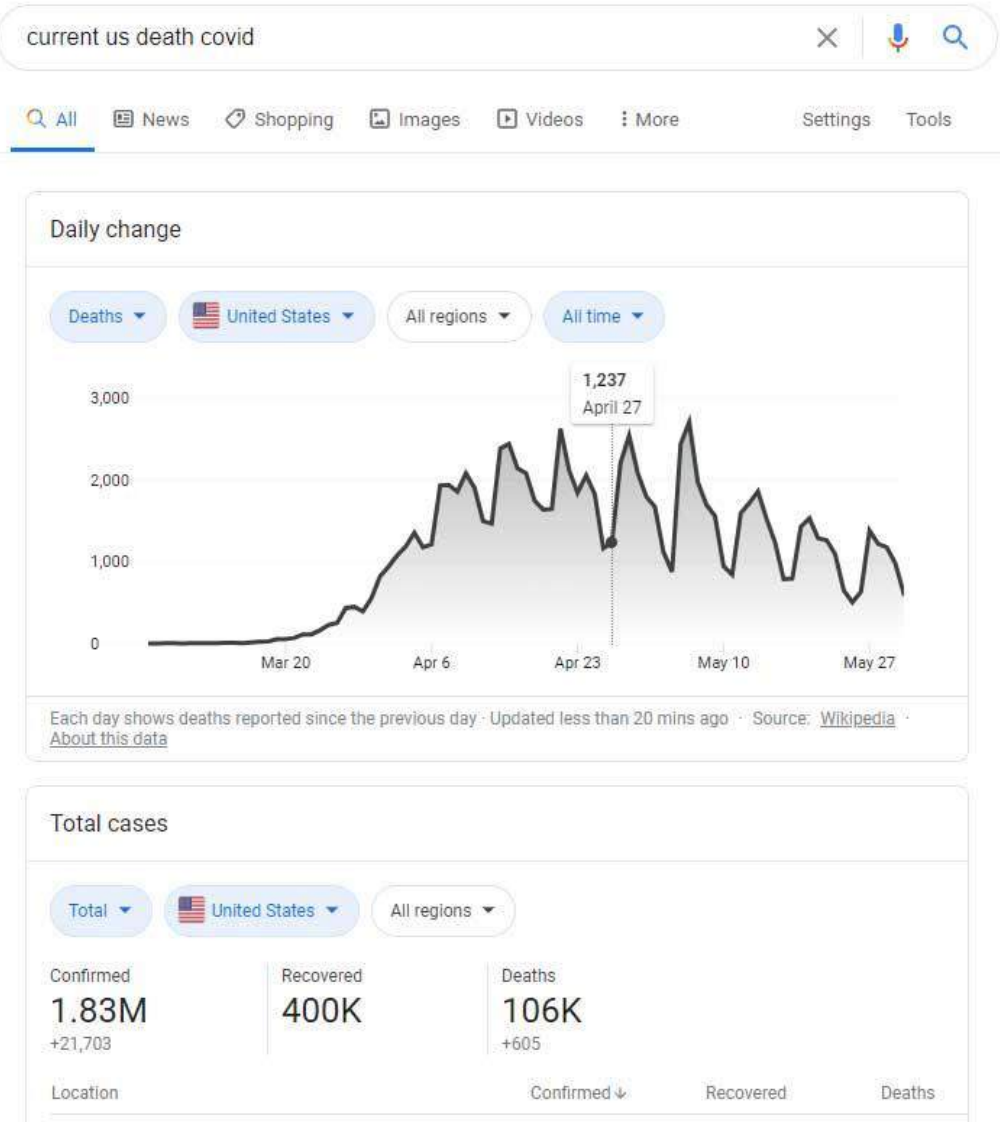 current us death covid
All News Shopping Images Videos More Settings Tools
Daily change
Deaths United States All regions All time
1,237
April 27
3,000
2,000
1,000
0
Mar 20 Apr 6 Apr 23 May 10 May 27
Each day shows deaths reported since the previous day · Updated less than 20 mins ago · Source: Wikipedia ·
About this data
Total cases
Total United States All regions
Confirmed Recovered Deaths
1.83M 400K 106K
+21,703 +605
Location Confirmed↓ Recovered Deaths